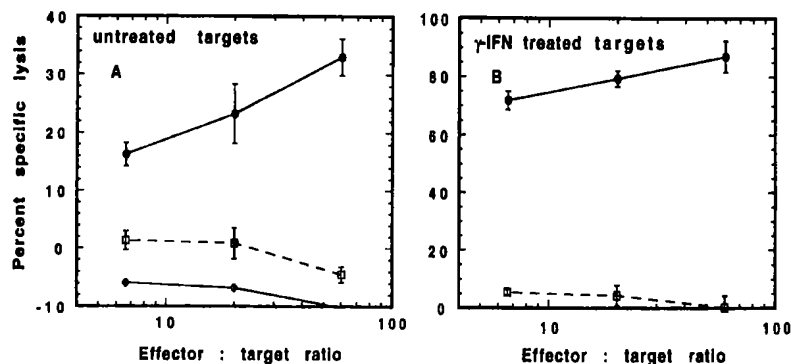 untreated targets
A
Percent specific lysis
40
30
20
10
0
-10
10
100
Effector : target ratio
γ-IFN treated targets
B
100
80
60
40
20
0
10
100
Effector : target ratio